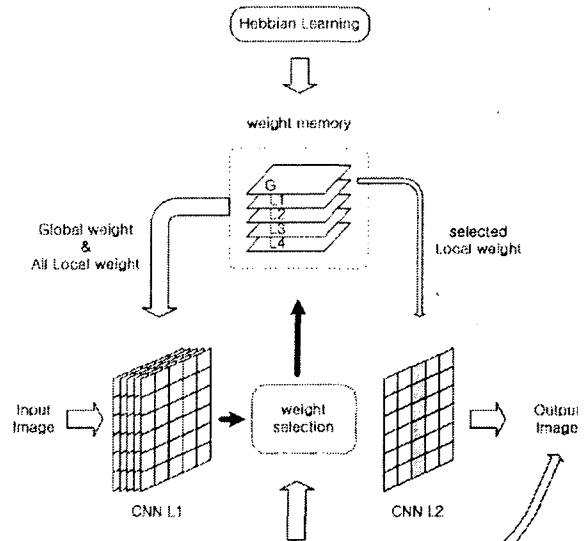 Hebbian Learning
weight memory
G
L1
L2
L3
L4
Global weight
&
All Local weight
selected
Local weight
Input
Image
weight
selection
Output
Image
CNN L1
CNN L2